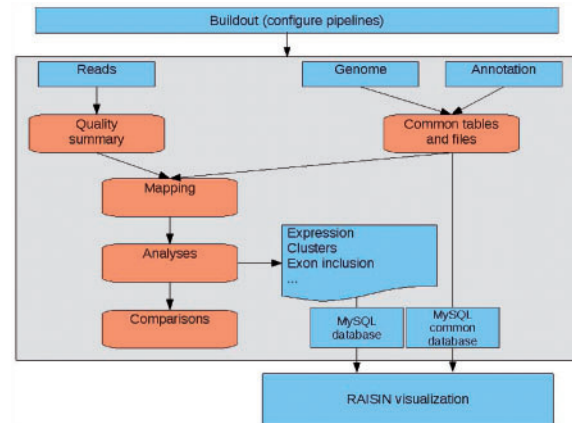 Buildout (configure pipelines)
Reads
Genome
Annotation
Quality
summary
Common tables
and files
Mapping
Analyses
Expression
Clusters
Exon inclusion
...
Comparisons
MySQL
database
MySQL
common
database
RAISIN visualization